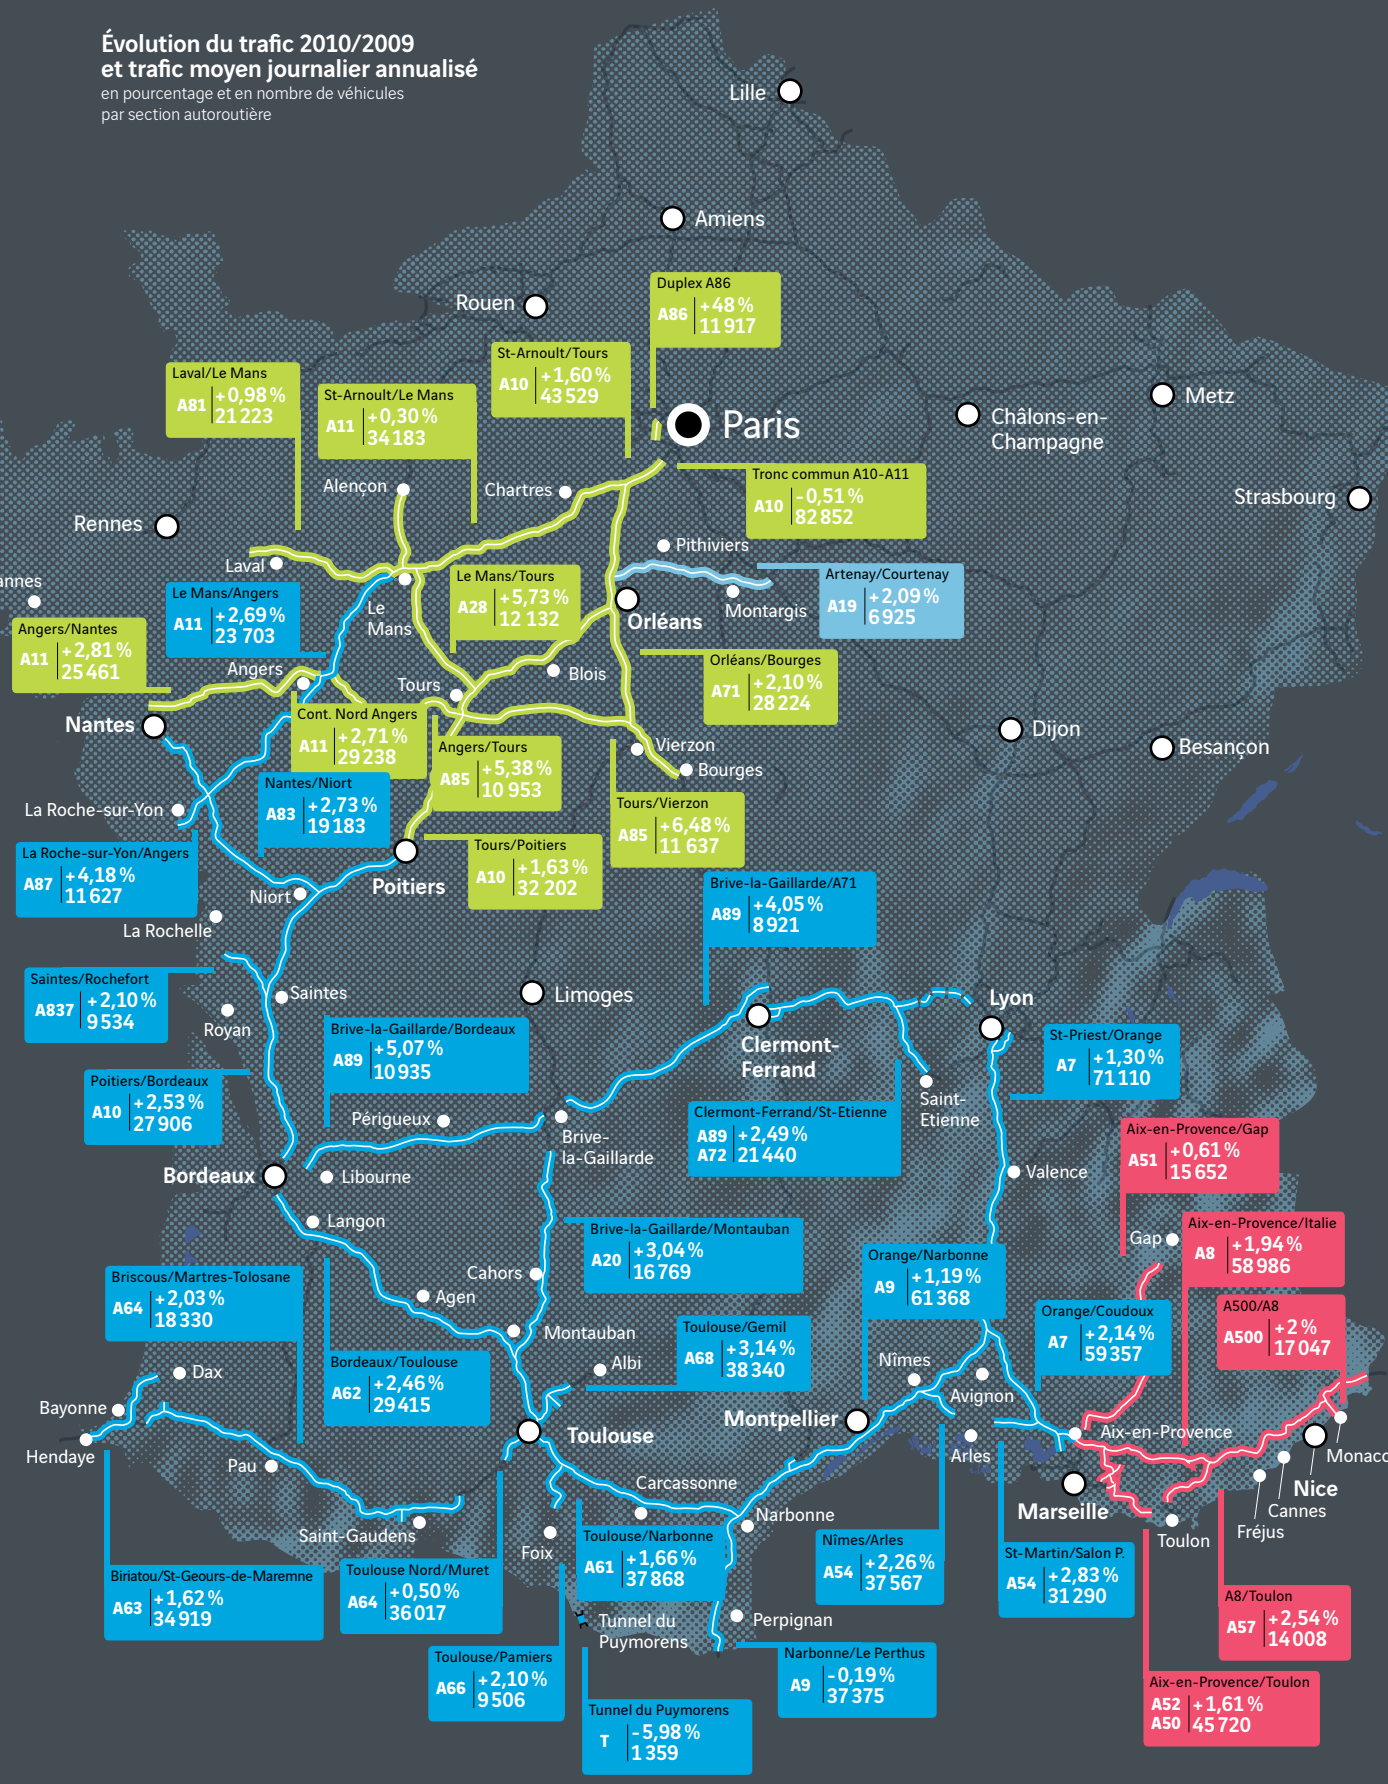 Évolution du trafic 2010/2009
et trafic moyen journalier annualisé
en pourcentage et en nombre de véhicules
par section autoroutière
Lille
Amiens
Rouen
Duplex A86
A86
+48 %
11 917
St-Arnoult/Tours
A10
+1,60 %
43 529
Laval/Le Mans
A81
+0,98 %
21 223
St-Arnoult/Le Mans
A11
+0,30 %
34 183
Paris
Châlons-en-
Champagne
Metz
Strasbourg
Alençon
Chartres
Tronc commun A10-A11
A10
-0,51 %
82 852
Rennes
Pithiviers
Laval
annes
Le Mans/Angers
A11
+2,69 %
23 703
Le
Mans
Le Mans/Tours
A28
+5,73 %
12 132
Artenay/Courtenay
A19
+2,09 %
6 925
Montargis
Orléans
Angers/Nantes
A11
+2,81 %
25 461
Angers
Tours
Blois
Orléans/Bourges
A71
+2,10 %
28 224
Nantes
Cont. Nord Angers
A11
+2,71 %
29 238
Angers/Tours
A85
+5,38 %
10 953
Vierzon
Bourges
Dijon
Besançon
Nantes/Niort
A83
+2,73 %
19 183
La Roche-sur-Yon
Tours/Vierzon
A85
+6,48 %
11 637
La Roche-sur-Yon/Angers
A87
+4,18 %
11 627
Tours/Poitiers
A10
+1,63 %
32 202
Poitiers
Niort
La Rochelle
Brive-la-Gaillarde/A71
A89
+4,05 %
8 921
Saintes/Rochefort
A837
+2,10 %
9 534
Saintes
Royan
Limoges
Lyon
Clermont-
Ferrand
Brive-la-Gaillarde/Bordeaux
A89
+5,07 %
10 935
St-Priest/Orange
A7
+1,30 %
71 110
Poitiers/Bordeaux
A10
+2,53 %
27 906
Périgueux
Saint-
Etienne
Clermont-Ferrand/St-Etienne
A89
A72
+2,49 %
21 440
Brive-
la-Gaillarde
Aix-en-Provence/Gap
A51
+0,61 %
15 652
Bordeaux
Libourne
Valence
Langon
Brive-la-Gaillarde/Montauban
A20
+3,04 %
16 769
Gap
Aix-en-Provence/Italie
A8
+1,94 %
58 986
Orange/Narbonne
A9
+1,19 %
61 368
Cahors
Agen
Briscous/Martres-Tolosane
A64
+2,03 %
18 330
A500/A8
A500
+2 %
17 047
Orange/Coudoux
A7
+2,14 %
59 357
Montauban
Toulouse/Gemil
A68
+3,14 %
38 340
Albi
Bordeaux/Toulouse
A62
+2,46 %
29 415
Dax
Nîmes
Avignon
Bayonne
Montpellier
Toulouse
Aix-en-Provence
Arles
Hendaye
Pau
Monaco
Nice
Carcassonne
Marseille
Cannes
Fréjus
Toulon
Saint-Gaudens
Foix
Narbonne
Toulouse/Narbonne
A61
+1,66 %
37 868
Nîmes/Arles
A54
+2,26 %
37 567
St-Martin/Salon P.
A54
+2,83 %
31 290
Biriatou/St-Geours-de-Maremne
A63
+1,62 %
34 919
Toulouse Nord/Muret
A64
+0,50 %
36 017
A8/Toulon
A57
+2,54 %
14 008
Tunnel du
Puymorens
Perpignan
Toulouse/Pamiers
A66
+2,10 %
9 506
Narbonne/Le Perthus
A9
-0,19 %
37 375
Aix-en-Provence/Toulon
A52
A50
+1,61 %
45 720
Tunnel du Puymorens
T
-5,98 %
1 359